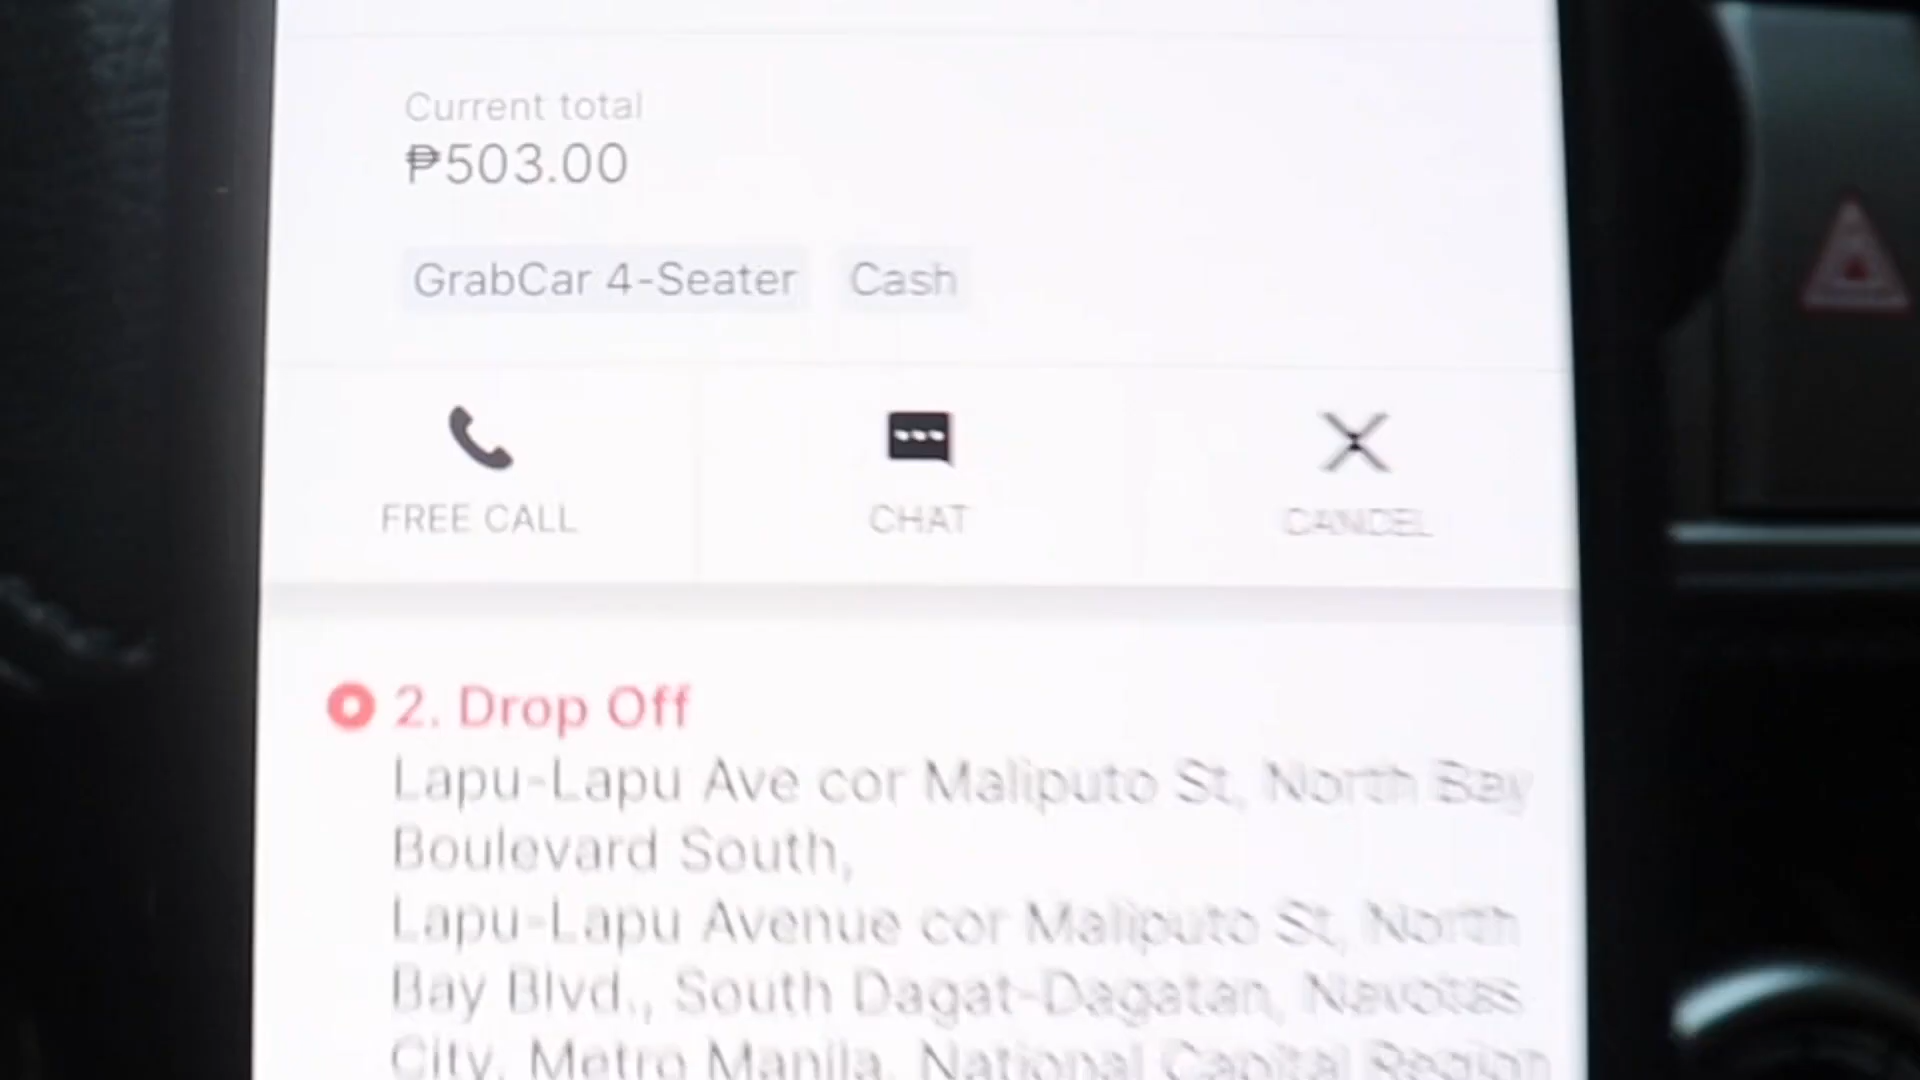 Current total
₱503.00
GrabCar 4-Seater Cash
FREE CALL CHAT CANCEL
2. Drop Off
Lapu-Lapu Ave cor Maliputo St, North Bay
Boulevard South,
Lapu-Lapu Avenue cor Maliputo St, North
Bay Blvd., South Dagat-Dagatan, Navotas
City, Metro Manila, National Capital Region